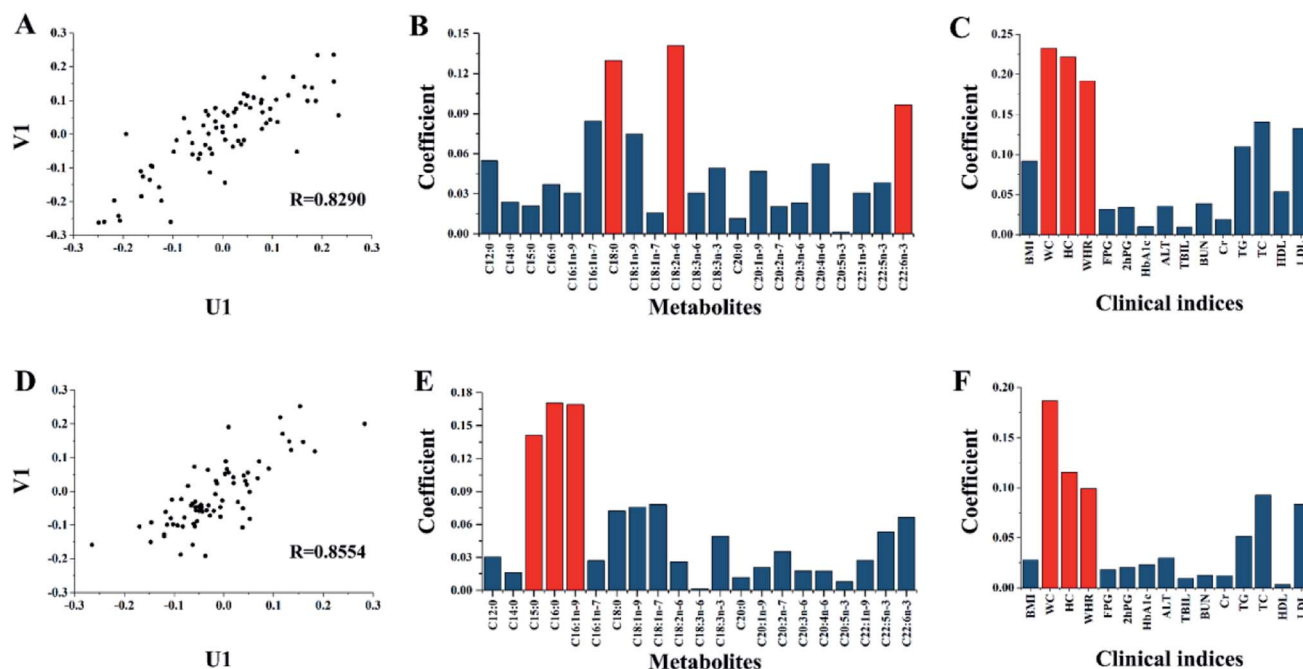 A
0.3
0.2
0.1
0.0
-0.1
-0.2
-0.3
V1
R=0.8290
-0.3 -0.2 -0.1 0.0 0.1 0.2 0.3
U1
B
0.15
0.12
0.09
0.06
0.03
0.00
Coefficient
C12:0 C14:0 C15:0 C16:0 C16:1n-9 C16:1n-7 C18:0 C18:1n-9 C18:1n-7 C18:2n-6 C18:3n-6 C18:3n-3 C20:0 C20:1n-9 C20:2n-7 C20:3n-6 C20:4n-6 C20:5n-3 C22:1n-9 C22:5n-3 C22:6n-3
Metabolites
C
0.25
0.20
0.15
0.10
0.05
0.00
Coefficient
BMI WC HC WHR FPG 2hPG HbA1c ALT TBIL BUN Cr TG TC HDL LDL
Clinical indices
D
0.3
0.2
0.1
0.0
-0.1
-0.2
-0.3
V1
R=0.8554
-0.3 -0.2 -0.1 0.0 0.1 0.2 0.3
U1
E
0.18
0.15
0.12
0.09
0.06
0.03
0.00
Coefficient
C12:0 C14:0 C15:0 C16:0 C16:1n-9 C16:1n-7 C18:0 C18:1n-9 C18:1n-7 C18:2n-6 C18:3n-6 C18:3n-3 C20:0 C20:1n-9 C20:2n-7 C20:3n-6 C20:4n-6 C20:5n-3 C22:1n-9 C22:5n-3 C22:6n-3
Metabolites
F
0.20
0.15
0.10
0.05
0.00
Coefficient
BMI WC HC WHR FPG 2hPG HbA1c ALT TBIL BUN Cr TG TC HDL LDL
Clinical indices